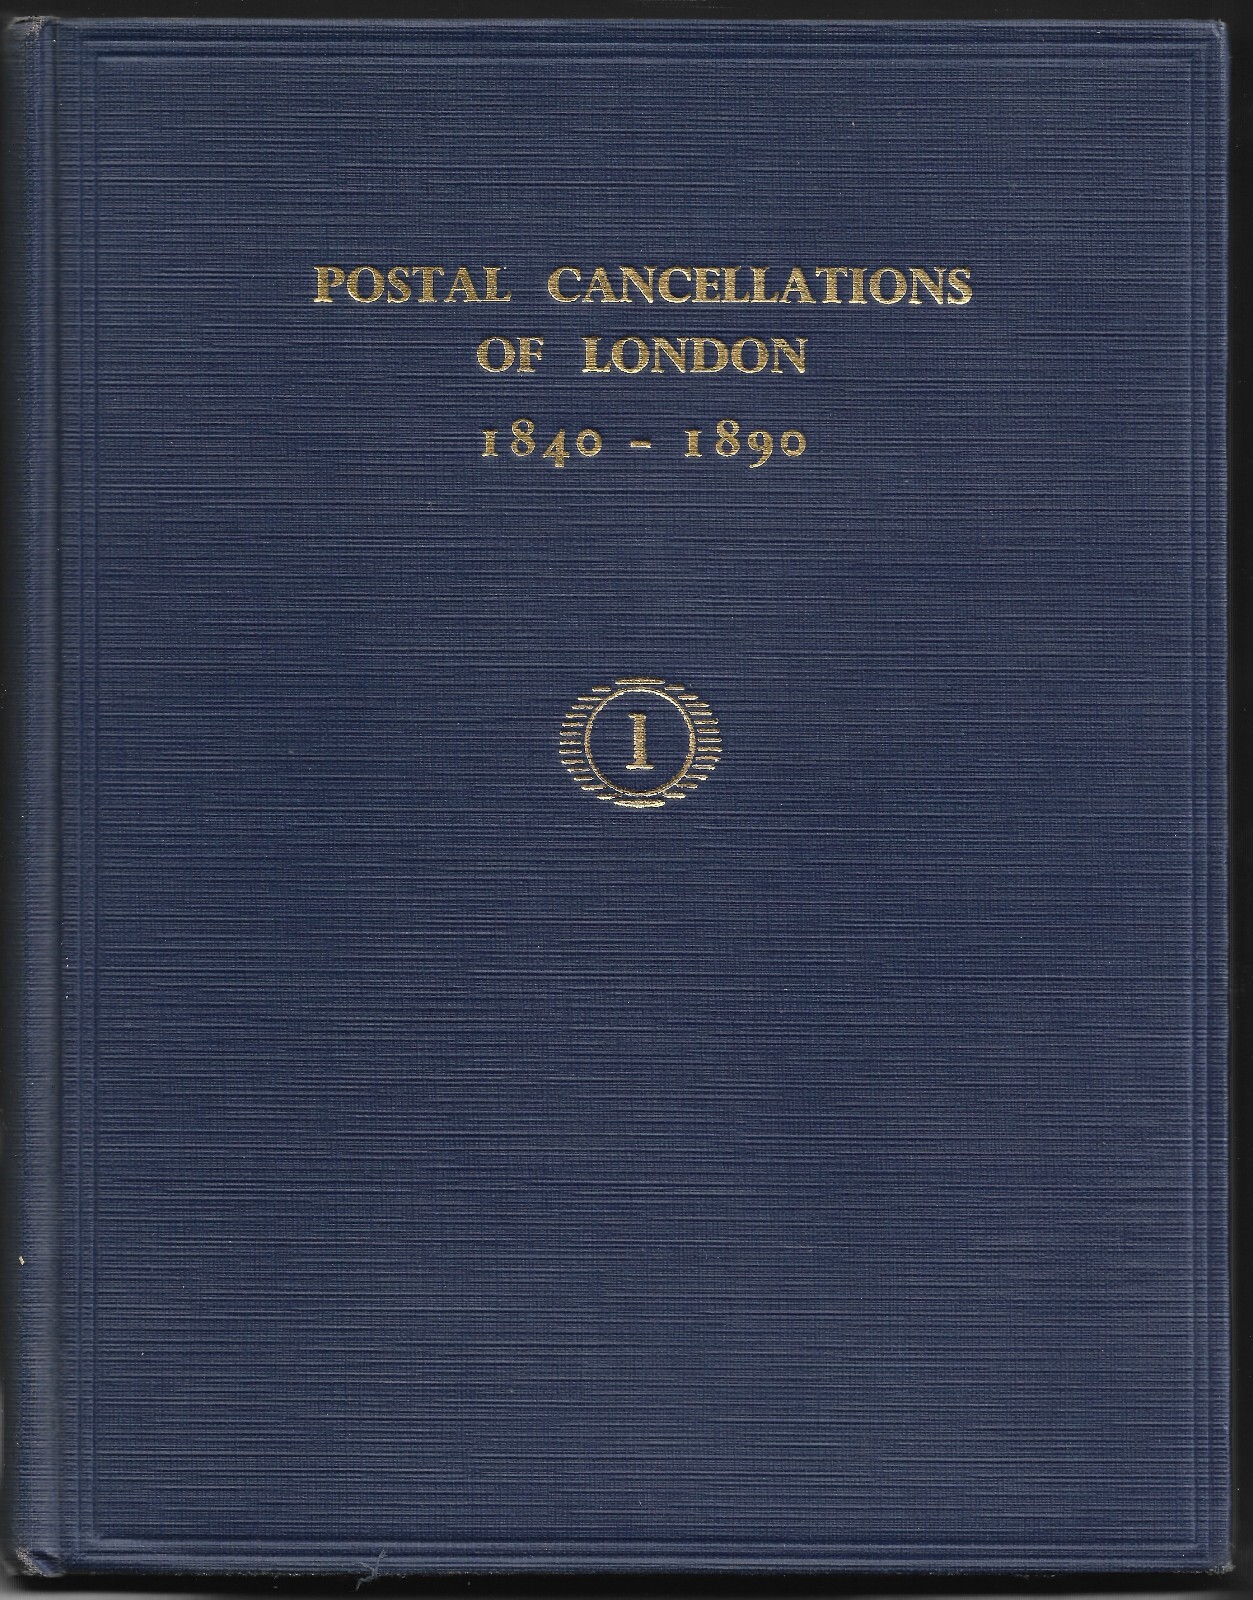 POSTAL CANCELLATIONS
OF LONDON
1840 - 1890
1